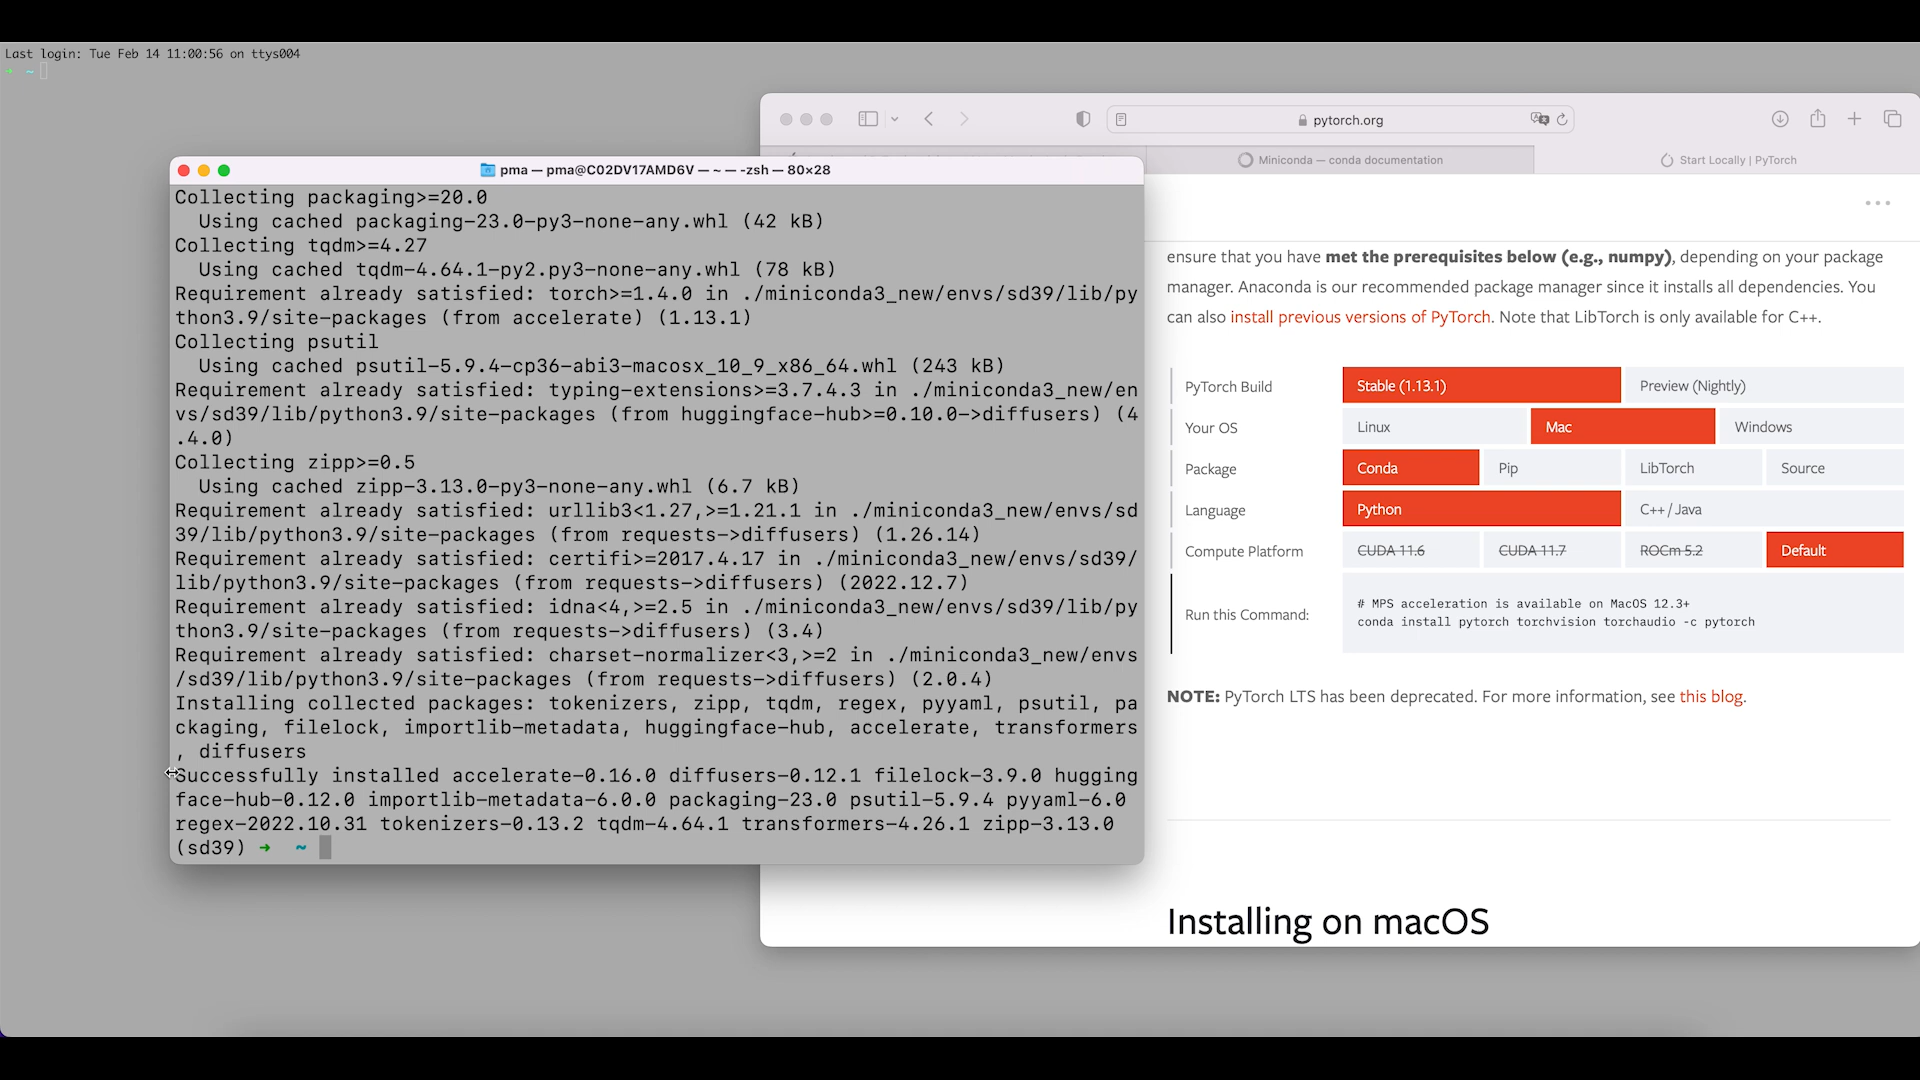 Last login: Tue Feb 14 11:00:56 on ttys004
➜ ~
pytorch.org
Miniconda — conda documentation
Start Locally | PyTorch
pma — pma@C02DV17AMD6V — ~ — -zsh — 80×28
Collecting packaging>=20.0
  Using cached packaging-23.0-py3-none-any.whl (42 kB)
Collecting tqdm>=4.27
  Using cached tqdm-4.64.1-py2.py3-none-any.whl (78 kB)
Requirement already satisfied: torch>=1.4.0 in ./miniconda3_new/envs/sd39/lib/py
thon3.9/site-packages (from accelerate) (1.13.1)
Collecting psutil
  Using cached psutil-5.9.4-cp36-abi3-macosx_10_9_x86_64.whl (243 kB)
Requirement already satisfied: typing-extensions>=3.7.4.3 in ./miniconda3_new/en
vs/sd39/lib/python3.9/site-packages (from huggingface-hub>=0.10.0->diffusers) (4
.4.0)
Collecting zipp>=0.5
  Using cached zipp-3.13.0-py3-none-any.whl (6.7 kB)
Requirement already satisfied: urllib3<1.27,>=1.21.1 in ./miniconda3_new/envs/sd
39/lib/python3.9/site-packages (from requests->diffusers) (1.26.14)
Requirement already satisfied: certifi>=2017.4.17 in ./miniconda3_new/envs/sd39/
lib/python3.9/site-packages (from requests->diffusers) (2022.12.7)
Requirement already satisfied: idna<4,>=2.5 in ./miniconda3_new/envs/sd39/lib/py
thon3.9/site-packages (from requests->diffusers) (3.4)
Requirement already satisfied: charset-normalizer<3,>=2 in ./miniconda3_new/envs
/sd39/lib/python3.9/site-packages (from requests->diffusers) (2.0.4)
Installing collected packages: tokenizers, zipp, tqdm, regex, pyyaml, psutil, pa
ckaging, filelock, importlib-metadata, huggingface-hub, accelerate, transformers
, diffusers
Successfully installed accelerate-0.16.0 diffusers-0.12.1 filelock-3.9.0 hugging
face-hub-0.12.0 importlib-metadata-6.0.0 packaging-23.0 psutil-5.9.4 pyyaml-6.0
regex-2022.10.31 tokenizers-0.13.2 tqdm-4.64.1 transformers-4.26.1 zipp-3.13.0
(sd39) ➜ ~
ensure that you have met the prerequisites below (e.g., numpy), depending on your package
manager. Anaconda is our recommended package manager since it installs all dependencies. You
can also install previous versions of PyTorch. Note that LibTorch is only available for C++.
PyTorch Build Stable (1.13.1) Preview (Nightly)
Your OS Linux Mac Windows
Package Conda Pip LibTorch Source
Language Python C++ / Java
Compute Platform CUDA 11.6 CUDA 11.7 ROCm 5.2 Default
Run this Command:
# MPS acceleration is available on MacOS 12.3+
conda install pytorch torchvision torchaudio -c pytorch
NOTE: PyTorch LTS has been deprecated. For more information, see this blog.
Installing on macOS